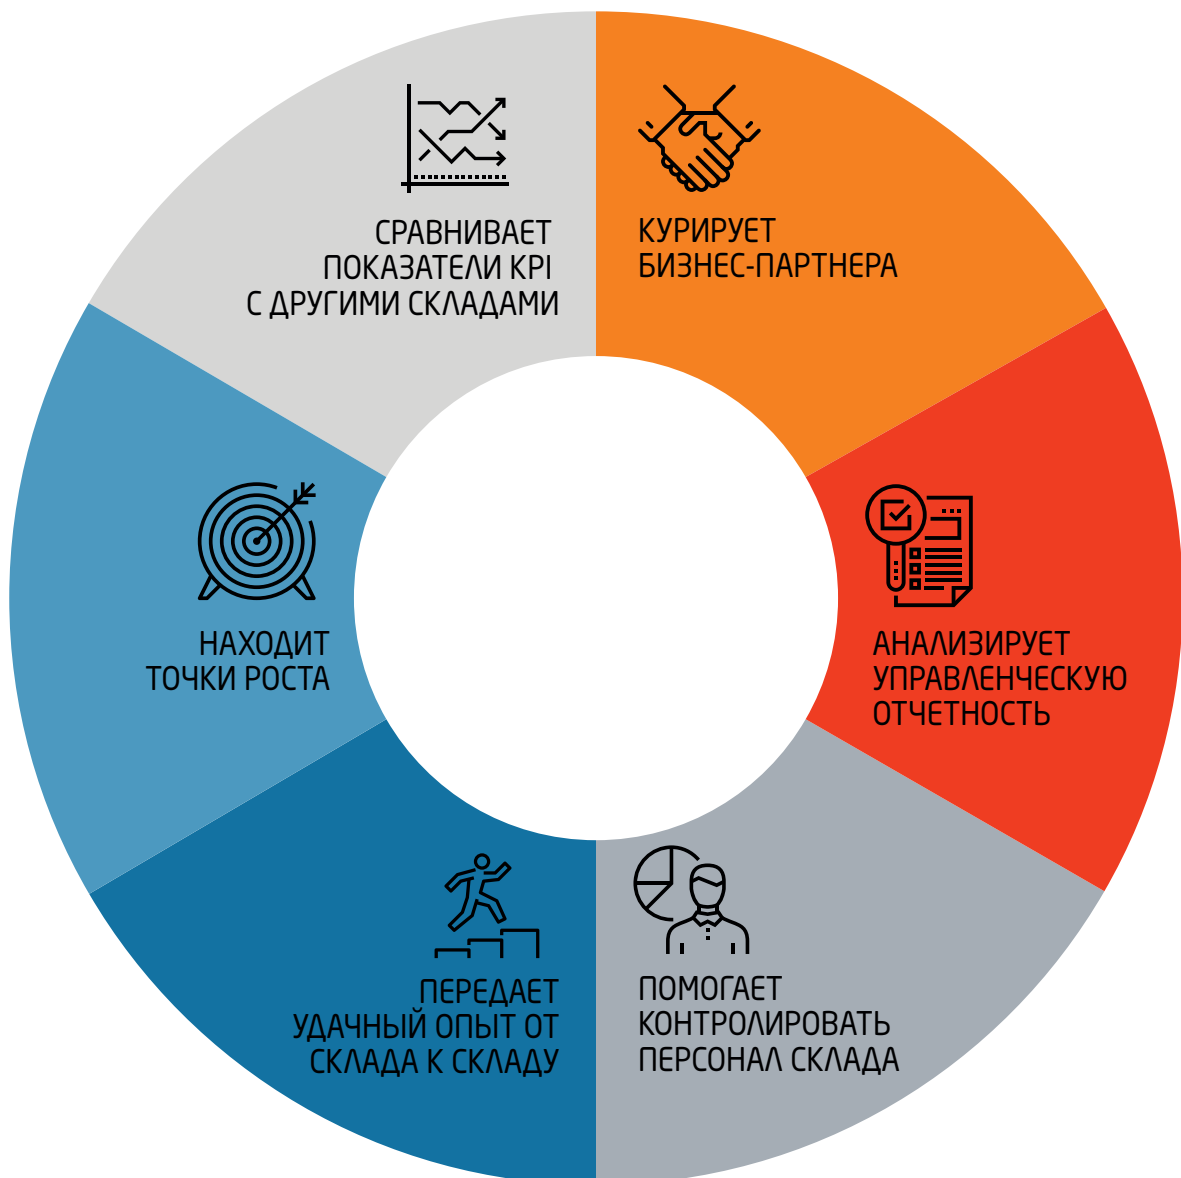 СРАВНИВАЕТ
ПОКАЗАТЕЛИ KPI
С ДРУГИМИ СКЛАДАМИ
КУРИРУЕТ
БИЗНЕС-ПАРТНЕРА
НАХОДИТ
ТОЧКИ РОСТА
АНАЛИЗИРУЕТ
УПРАВЛЕНЧЕСКУЮ
ОТЧЕТНОСТЬ
ПЕРЕДАЕТ
УДАЧНЫЙ ОПЫТ ОТ
СКЛАДА К СКЛАДУ
ПОМОГАЕТ
КОНТРОЛИРОВАТЬ
ПЕРСОНАЛ СКЛАДА